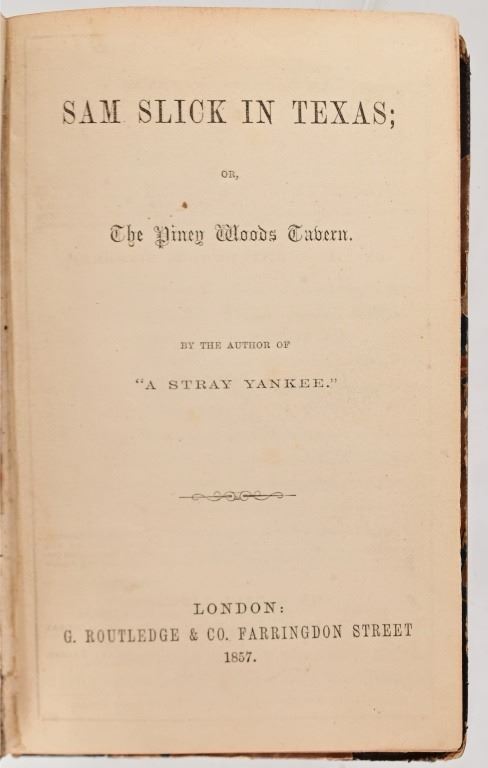 SAM SLICK IN TEXAS;
OR,
The Piney Woods Tavern.
BY THE AUTHOR OF
"A STRAY YANKEE."
LONDON:
G. ROUTLEDGE & CO. FARRINGDON STREET
1857.